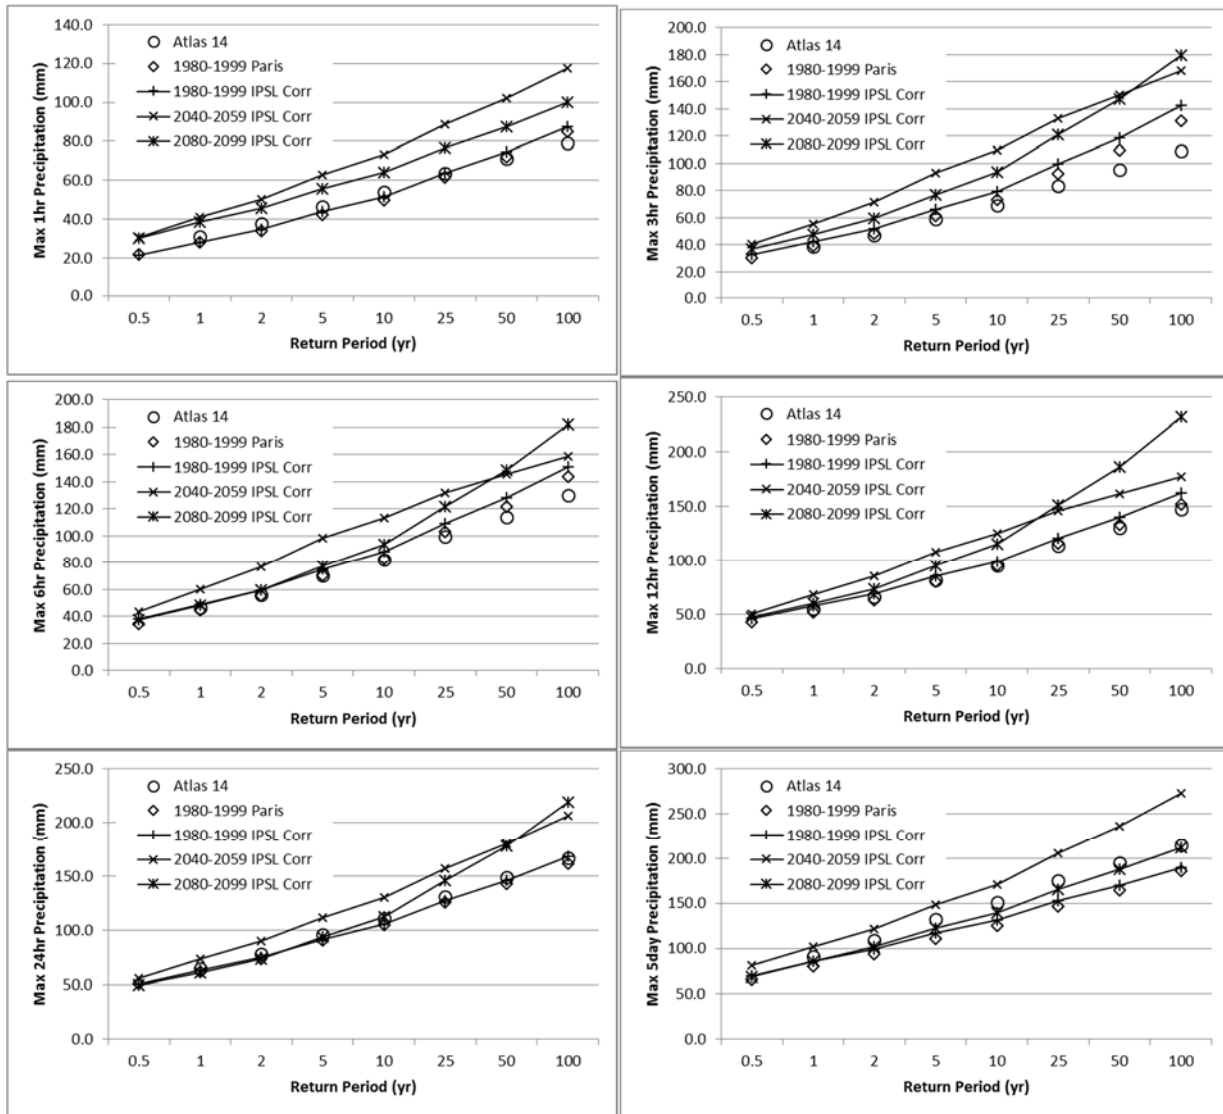 Max 1hr Precipitation (mm)
140.0
120.0
100.0
80.0
60.0
40.0
20.0
0.0
Atlas 14
1980-1999 Paris
1980-1999 IPSL Corr
2040-2059 IPSL Corr
2080-2099 IPSL Corr
0.5 1 2 5 10 25 50 100
Return Period (yr)
Max 3hr Precipitation (mm)
200.0
180.0
160.0
140.0
120.0
100.0
80.0
60.0
40.0
20.0
0.0
Atlas 14
1980-1999 Paris
1980-1999 IPSL Corr
2040-2059 IPSL Corr
2080-2099 IPSL Corr
0.5 1 2 5 10 25 50 100
Return Period (yr)
Max 6hr Precipitation (mm)
200.0
180.0
160.0
140.0
120.0
100.0
80.0
60.0
40.0
20.0
0.0
Atlas 14
1980-1999 Paris
1980-1999 IPSL Corr
2040-2059 IPSL Corr
2080-2099 IPSL Corr
0.5 1 2 5 10 25 50 100
Return Period (yr)
Max 12hr Precipitation (mm)
250.0
200.0
150.0
100.0
50.0
0.0
Atlas 14
1980-1999 Paris
1980-1999 IPSL Corr
2040-2059 IPSL Corr
2080-2099 IPSL Corr
0.5 1 2 5 10 25 50 100
Return Period (yr)
Max 24hr Precipitation (mm)
250.0
200.0
150.0
100.0
50.0
0.0
Atlas 14
1980-1999 Paris
1980-1999 IPSL Corr
2040-2059 IPSL Corr
2080-2099 IPSL Corr
0.5 1 2 5 10 25 50 100
Return Period (yr)
Max 5day Precipitation (mm)
300.0
250.0
200.0
150.0
100.0
50.0
0.0
Atlas 14
1980-1999 Paris
1980-1999 IPSL Corr
2040-2059 IPSL Corr
2080-2099 IPSL Corr
0.5 1 2 5 10 25 50 100
Return Period (yr)